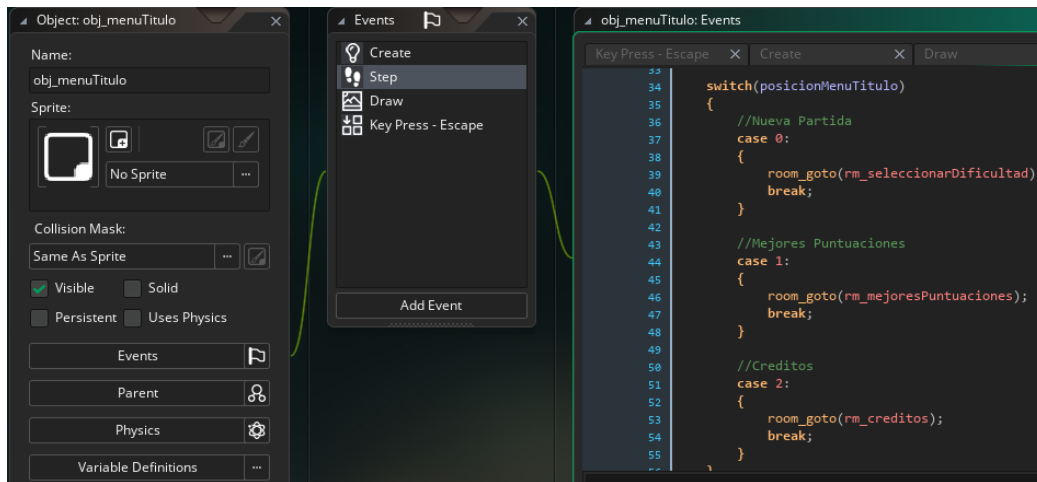 Object: obj_menuTitulo
Name:
obj_menuTitulo
Sprite:
No Sprite
...
Collision Mask:
Same As Sprite
...
Visible
Solid
Persistent
Uses Physics
Events
Parent
Physics
Variable Definitions
...
Events
Create
Step
Draw
Key Press - Escape
Add Event
obj_menuTitulo: Events
Key Press - Escape
Create
Draw
33
34 switch(posicionMenuTitulo)
35 {
36 //Nueva Partida
37 case 0:
38 {
39 room_goto(rm_seleccionarDificultad)
40 break;
41 }
42
43 //Mejores Puntuaciones
44 case 1:
45 {
46 room_goto(rm_mejoresPuntuaciones);
47 break;
48 }
49
50 //Creditos
51 case 2:
52 {
53 room_goto(rm_creditos);
54 break;
55 }
56 }